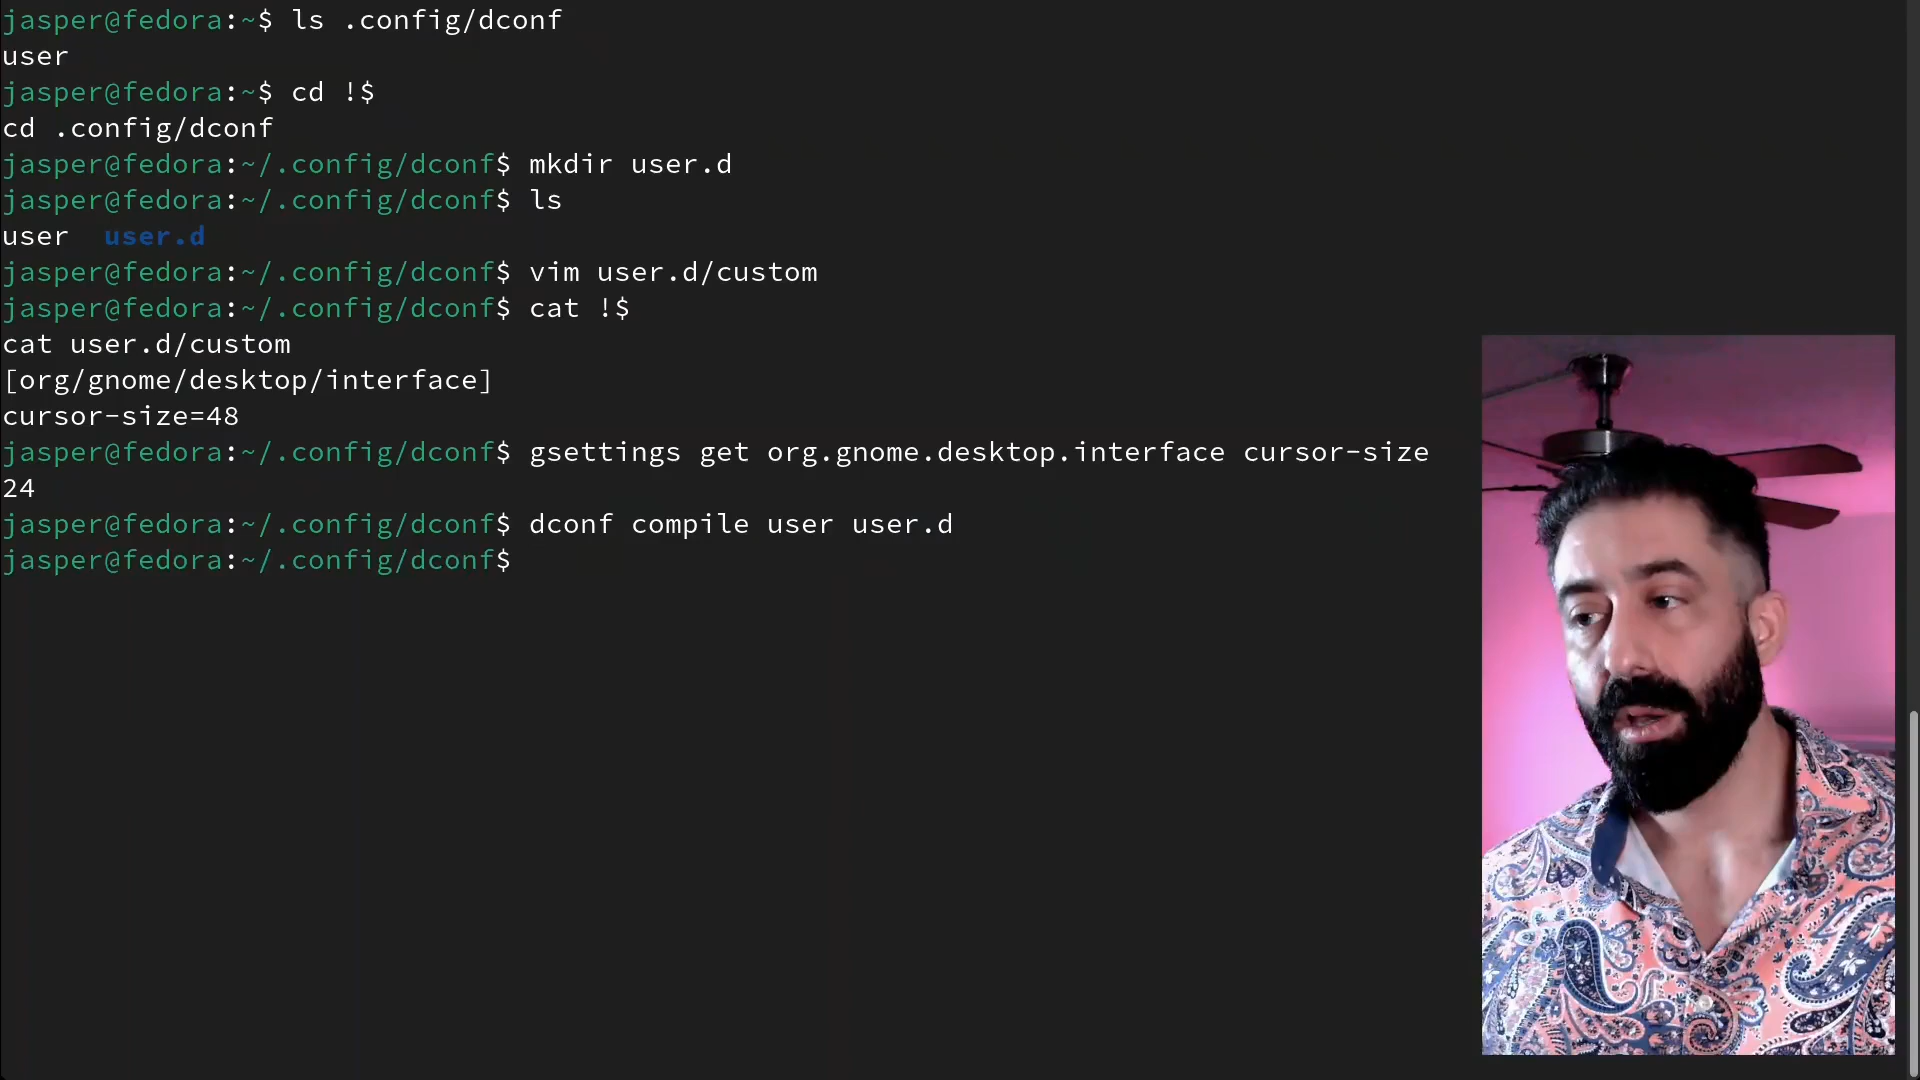 jasper@fedora:~$ ls .config/dconf
user
jasper@fedora:~$ cd !$
cd .config/dconf
jasper@fedora:~/.config/dconf$ mkdir user.d
jasper@fedora:~/.config/dconf$ ls
user  user.d
jasper@fedora:~/.config/dconf$ vim user.d/custom
jasper@fedora:~/.config/dconf$ cat !$
cat user.d/custom
[org/gnome/desktop/interface]
cursor-size=48
jasper@fedora:~/.config/dconf$ gsettings get org.gnome.desktop.interface cursor-size
24
jasper@fedora:~/.config/dconf$ dconf compile user user.d
jasper@fedora:~/.config/dconf$